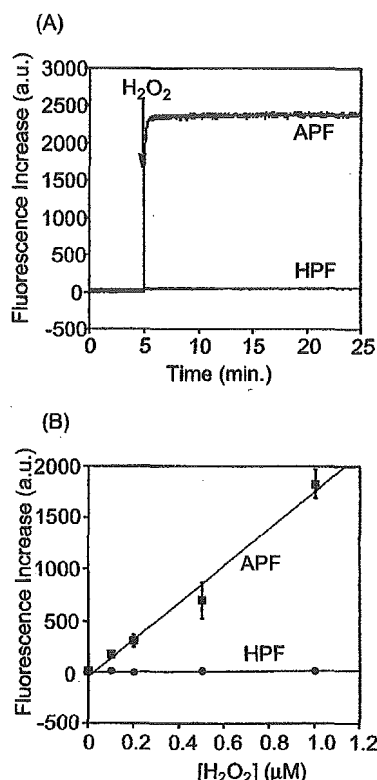 (A)
3000
H₂O₂
2500
APF
2000
1500
1000
500
HPF
0
-500
0 5 10 15 20 25
Fluorescence Increase (a.u.)
Time (min.)
(B)
2000
1500
APF
1000
500
HPF
0
-500
0 0.2 0.4 0.6 0.8 1.0 1.2
Fluorescence Increase (a.u.)
[H₂O₂] (μM)